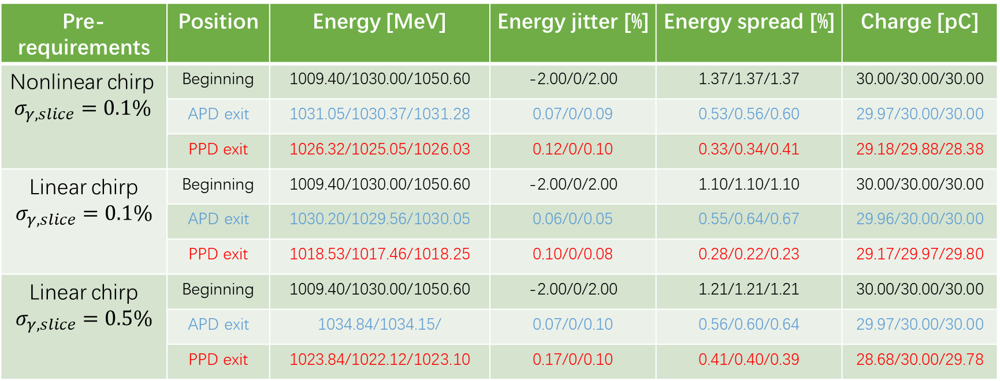 Pre-requirements Position Energy [MeV] Energy jitter [%] Energy spread [%] Charge [pC]
Nonlinear chirp σγ,slice = 0.1% Beginning 1009.40/1030.00/1050.60 -2.00/0/2.00 1.37/1.37/1.37 30.00/30.00/30.00
APD exit 1031.05/1030.37/1031.28 0.07/0/0.09 0.53/0.56/0.60 29.97/30.00/30.00
PPD exit 1026.32/1025.05/1026.03 0.12/0/0.10 0.33/0.34/0.41 29.18/29.88/28.38
Linear chirp σγ,slice = 0.1% Beginning 1009.40/1030.00/1050.60 -2.00/0/2.00 1.10/1.10/1.10 30.00/30.00/30.00
APD exit 1030.20/1029.56/1030.05 0.06/0/0.05 0.55/0.64/0.67 29.96/30.00/30.00
PPD exit 1018.53/1017.46/1018.25 0.10/0/0.08 0.28/0.22/0.23 29.17/29.97/29.80
Linear chirp σγ,slice = 0.5% Beginning 1009.40/1030.00/1050.60 -2.00/0/2.00 1.21/1.21/1.21 30.00/30.00/30.00
APD exit 1034.84/1034.15/ 0.07/0/0.10 0.56/0.60/0.64 29.97/30.00/30.00
PPD exit 1023.84/1022.12/1023.10 0.17/0/0.10 0.41/0.40/0.39 28.68/30.00/29.78